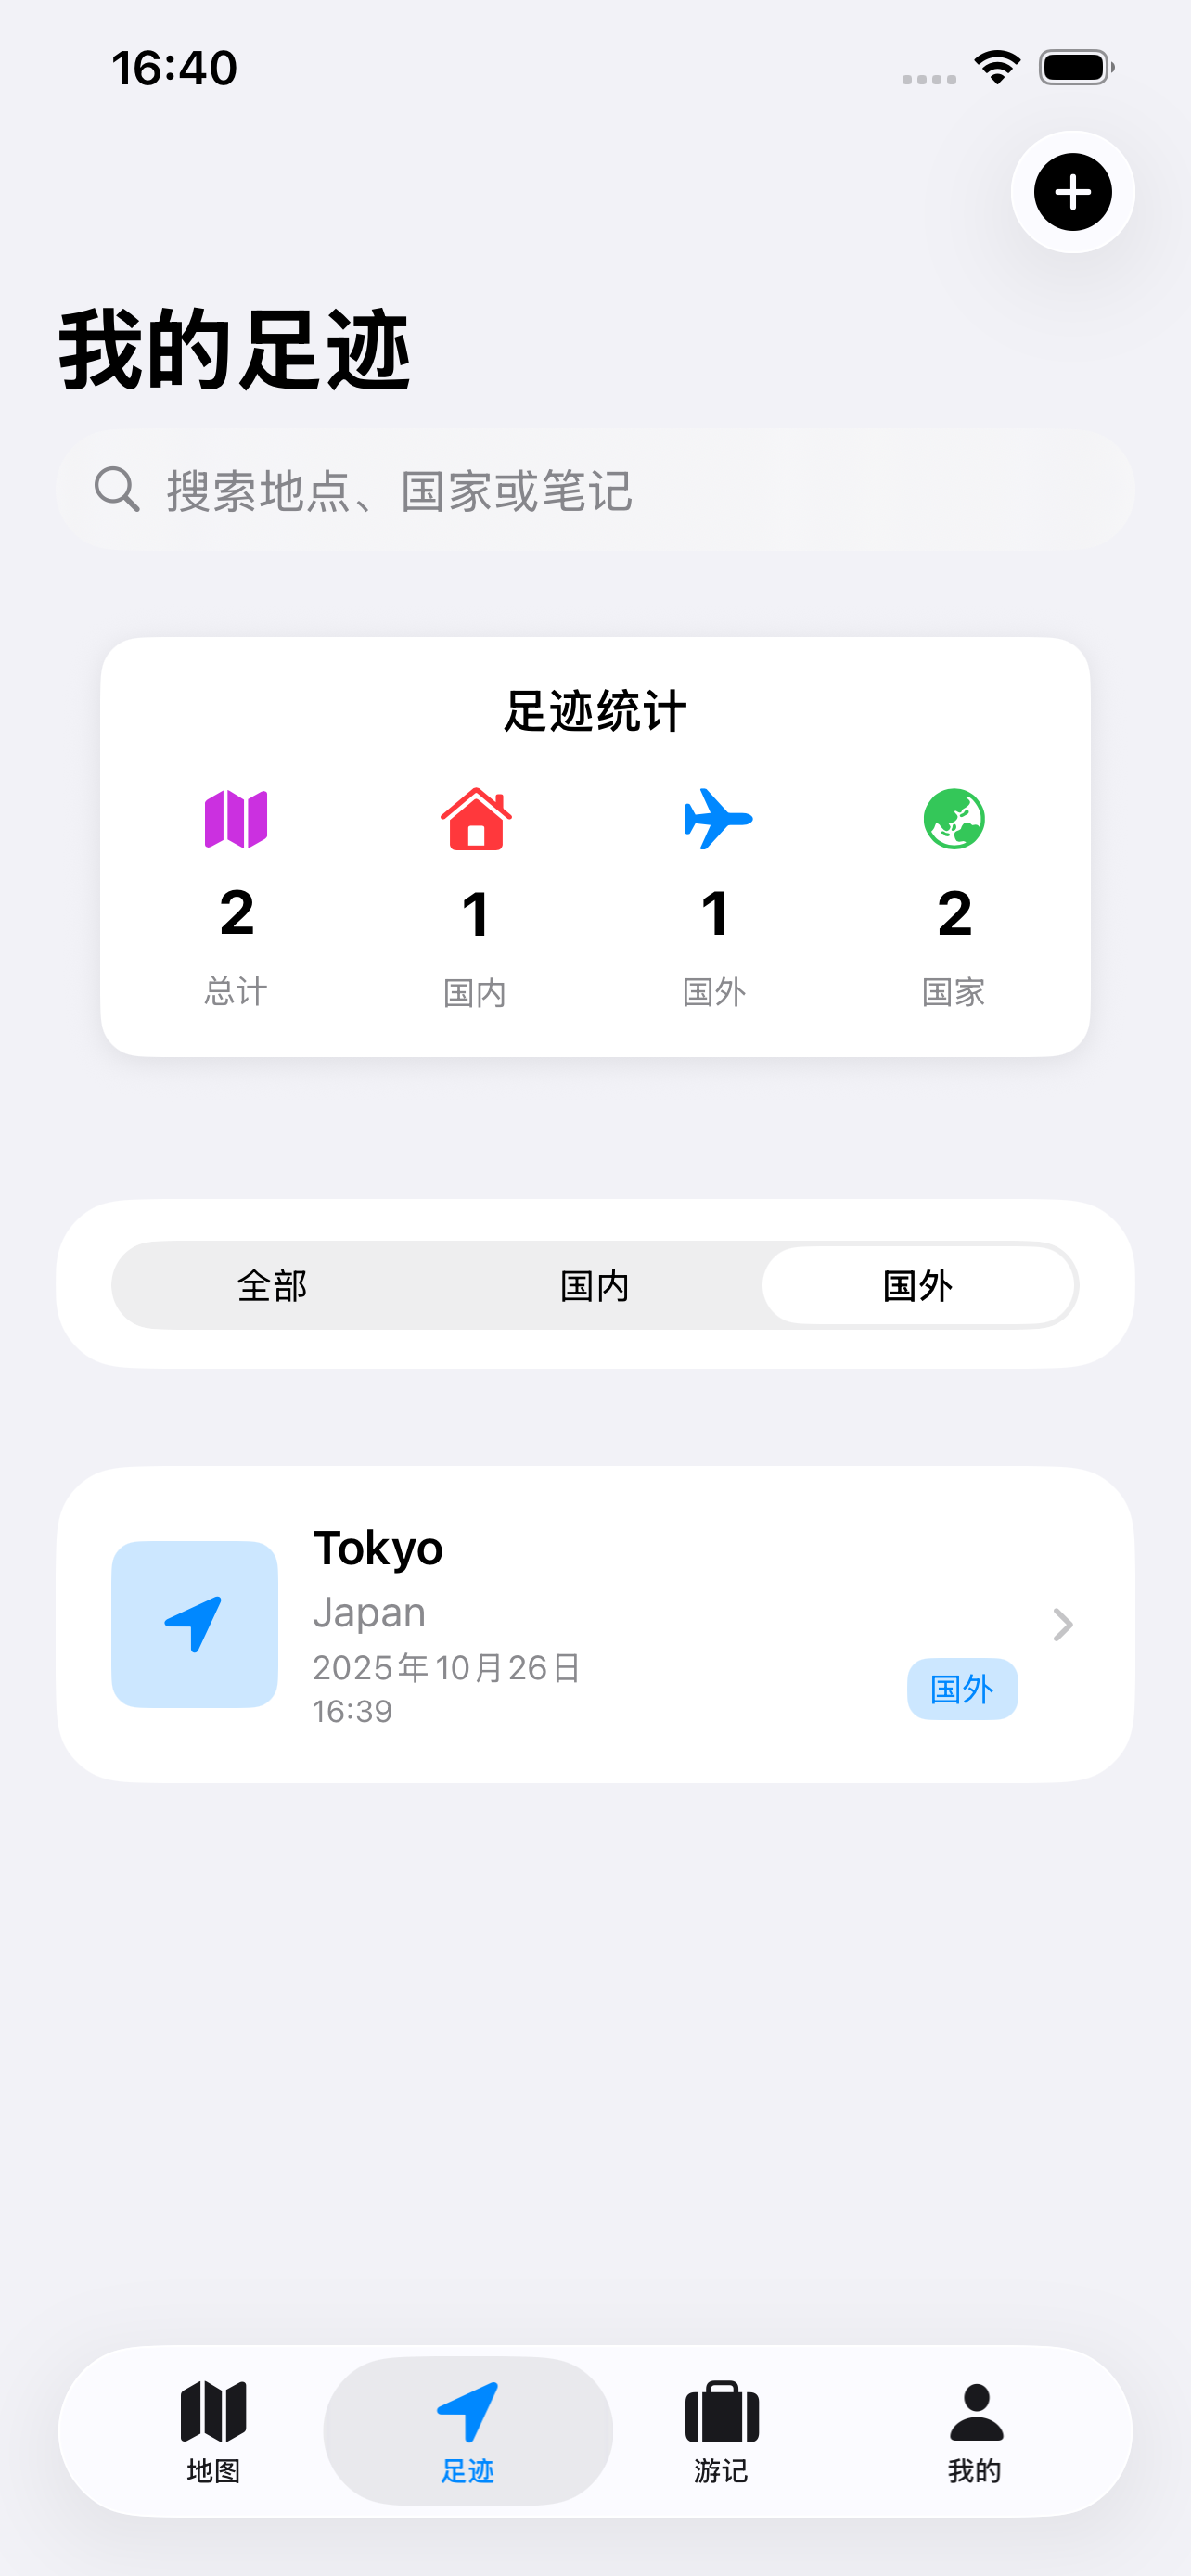 16:40
我的足迹
搜索地点、国家或笔记
足迹统计
2 1 1 2
总计 国内 国外 国家
全部 国内 国外
Tokyo
Japan
2025年10月26日
16:39
国外
地图 足迹 游记 我的